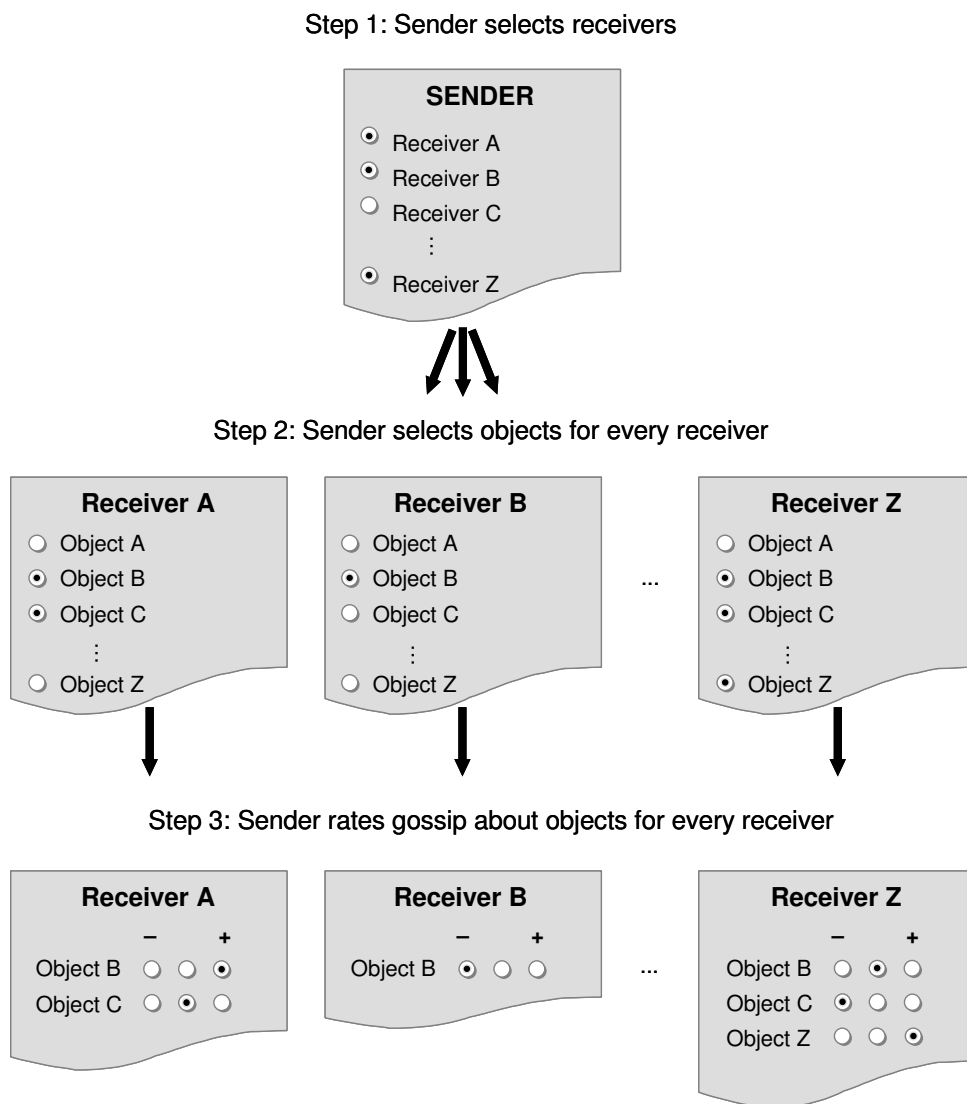 Step 1: Sender selects receivers
SENDER
Receiver A
Receiver B
Receiver C
...
Receiver Z
Step 2: Sender selects objects for every receiver
Receiver A
Object A
Object B
Object C
...
Object Z
Receiver B
Object A
Object B
Object C
...
Object Z
...
Receiver Z
Object A
Object B
Object C
...
Object Z
Step 3: Sender rates gossip about objects for every receiver
Receiver A
– +
Object B
Object C
Receiver B
– +
Object B
...
Receiver Z
– +
Object B
Object C
Object Z